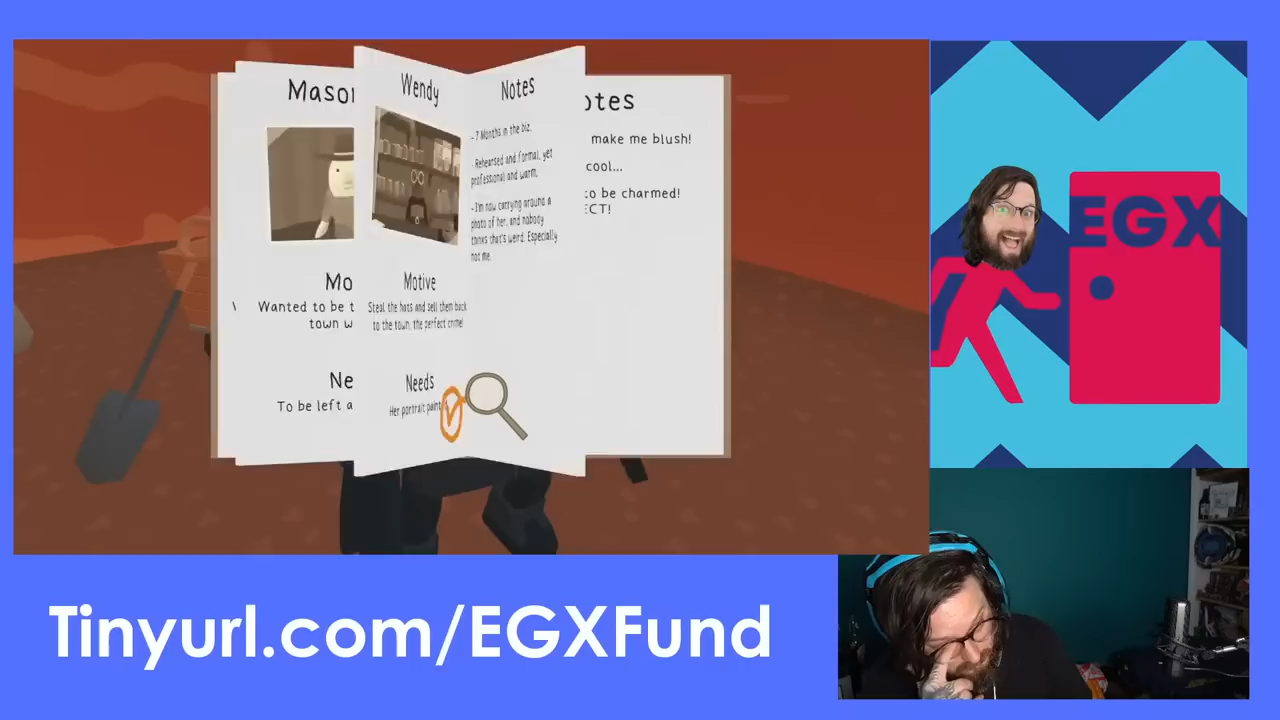 Mason
Mo
Wanted to be t
town w
Ne
To be left a
Wendy
Motive
Steal the hats and sell them back
to the town, the perfect crime!
Needs
Her portrait paint
Notes
- 7 Months in the biz.
- Rehearsed and formal, yet
professional and warm.
- I'm now carrying around a
photo of her, and nobody
thinks that's weird. Especially
not me.
otes
make me blush!
cool...
to be charmed!
ECT!
EGX
Tinyurl.com/EGXFund